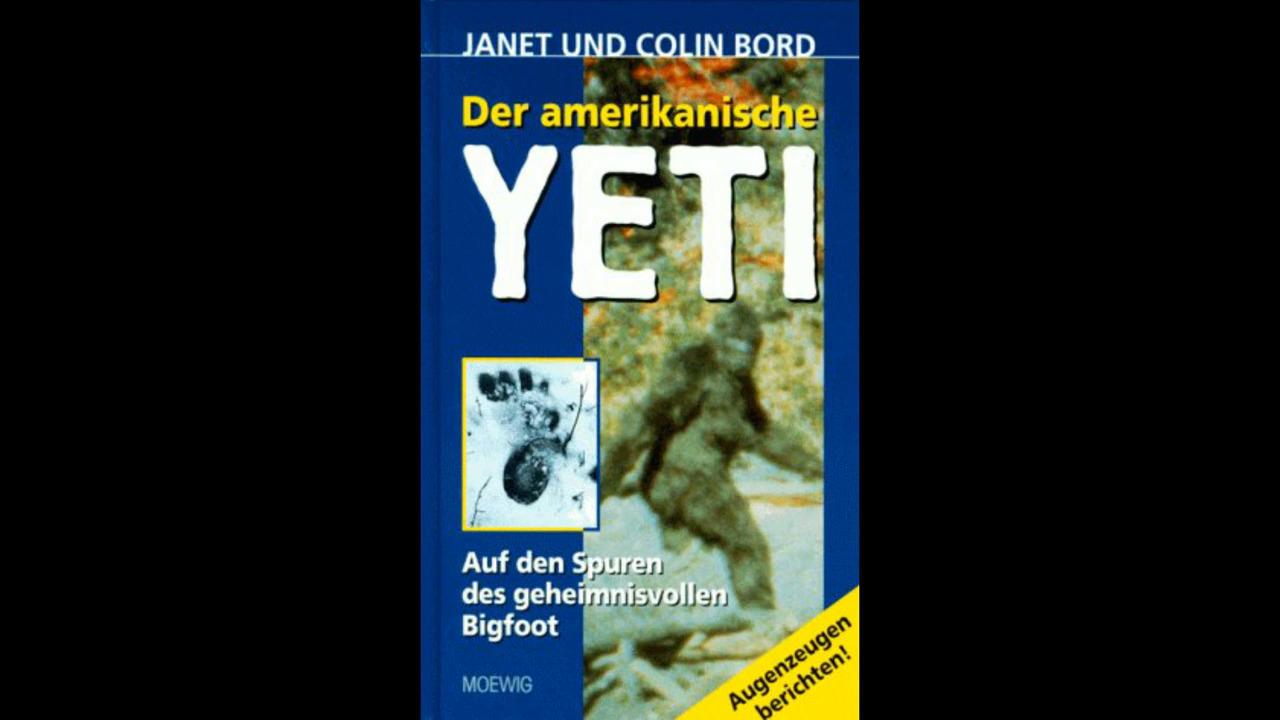 JANET UND COLIN BORD
Der amerikanische
YETI
Auf den Spuren
des geheimnisvollen
Bigfoot
MOEWIG
Augenzeugen
berichten!